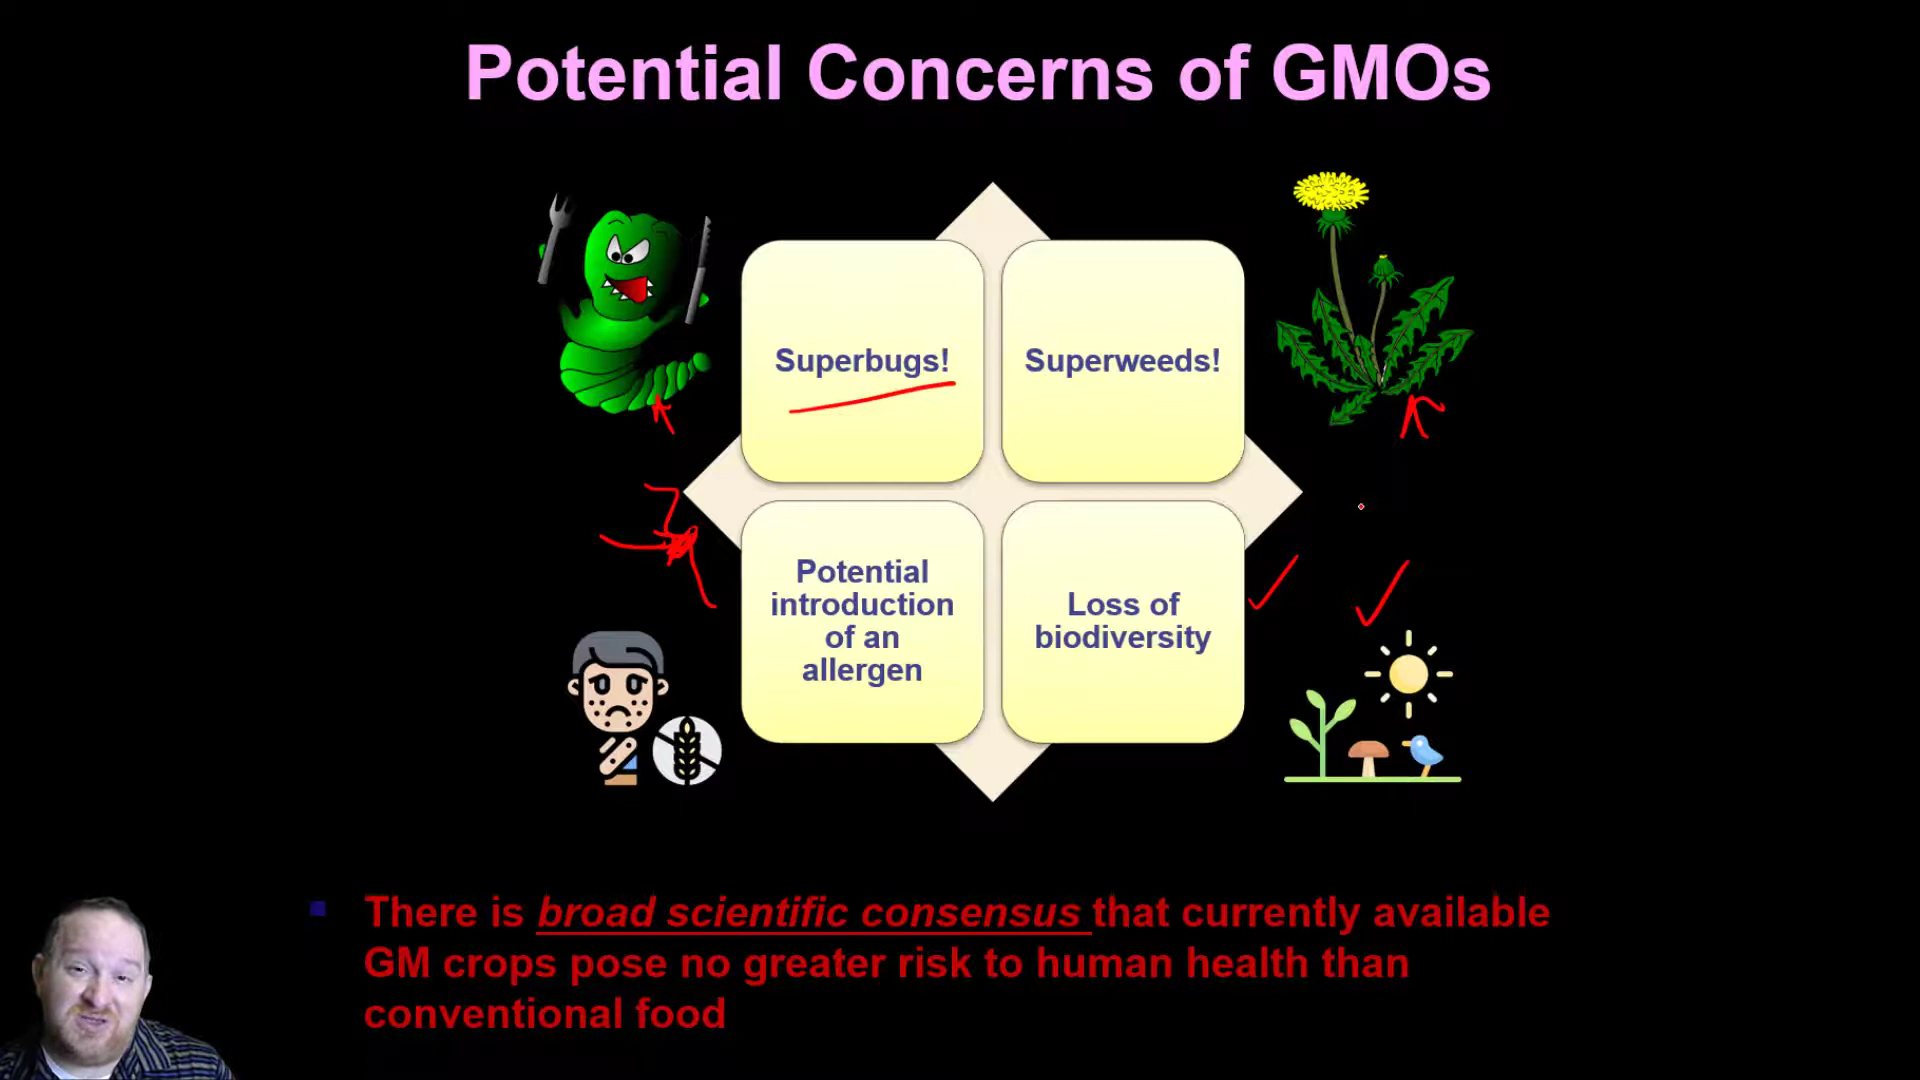 Potential Concerns of GMOs
Superbugs!
Superweeds!
Potential
introduction
of an
allergen
Loss of
biodiversity
There is broad scientific consensus that currently available
GM crops pose no greater risk to human health than
conventional food